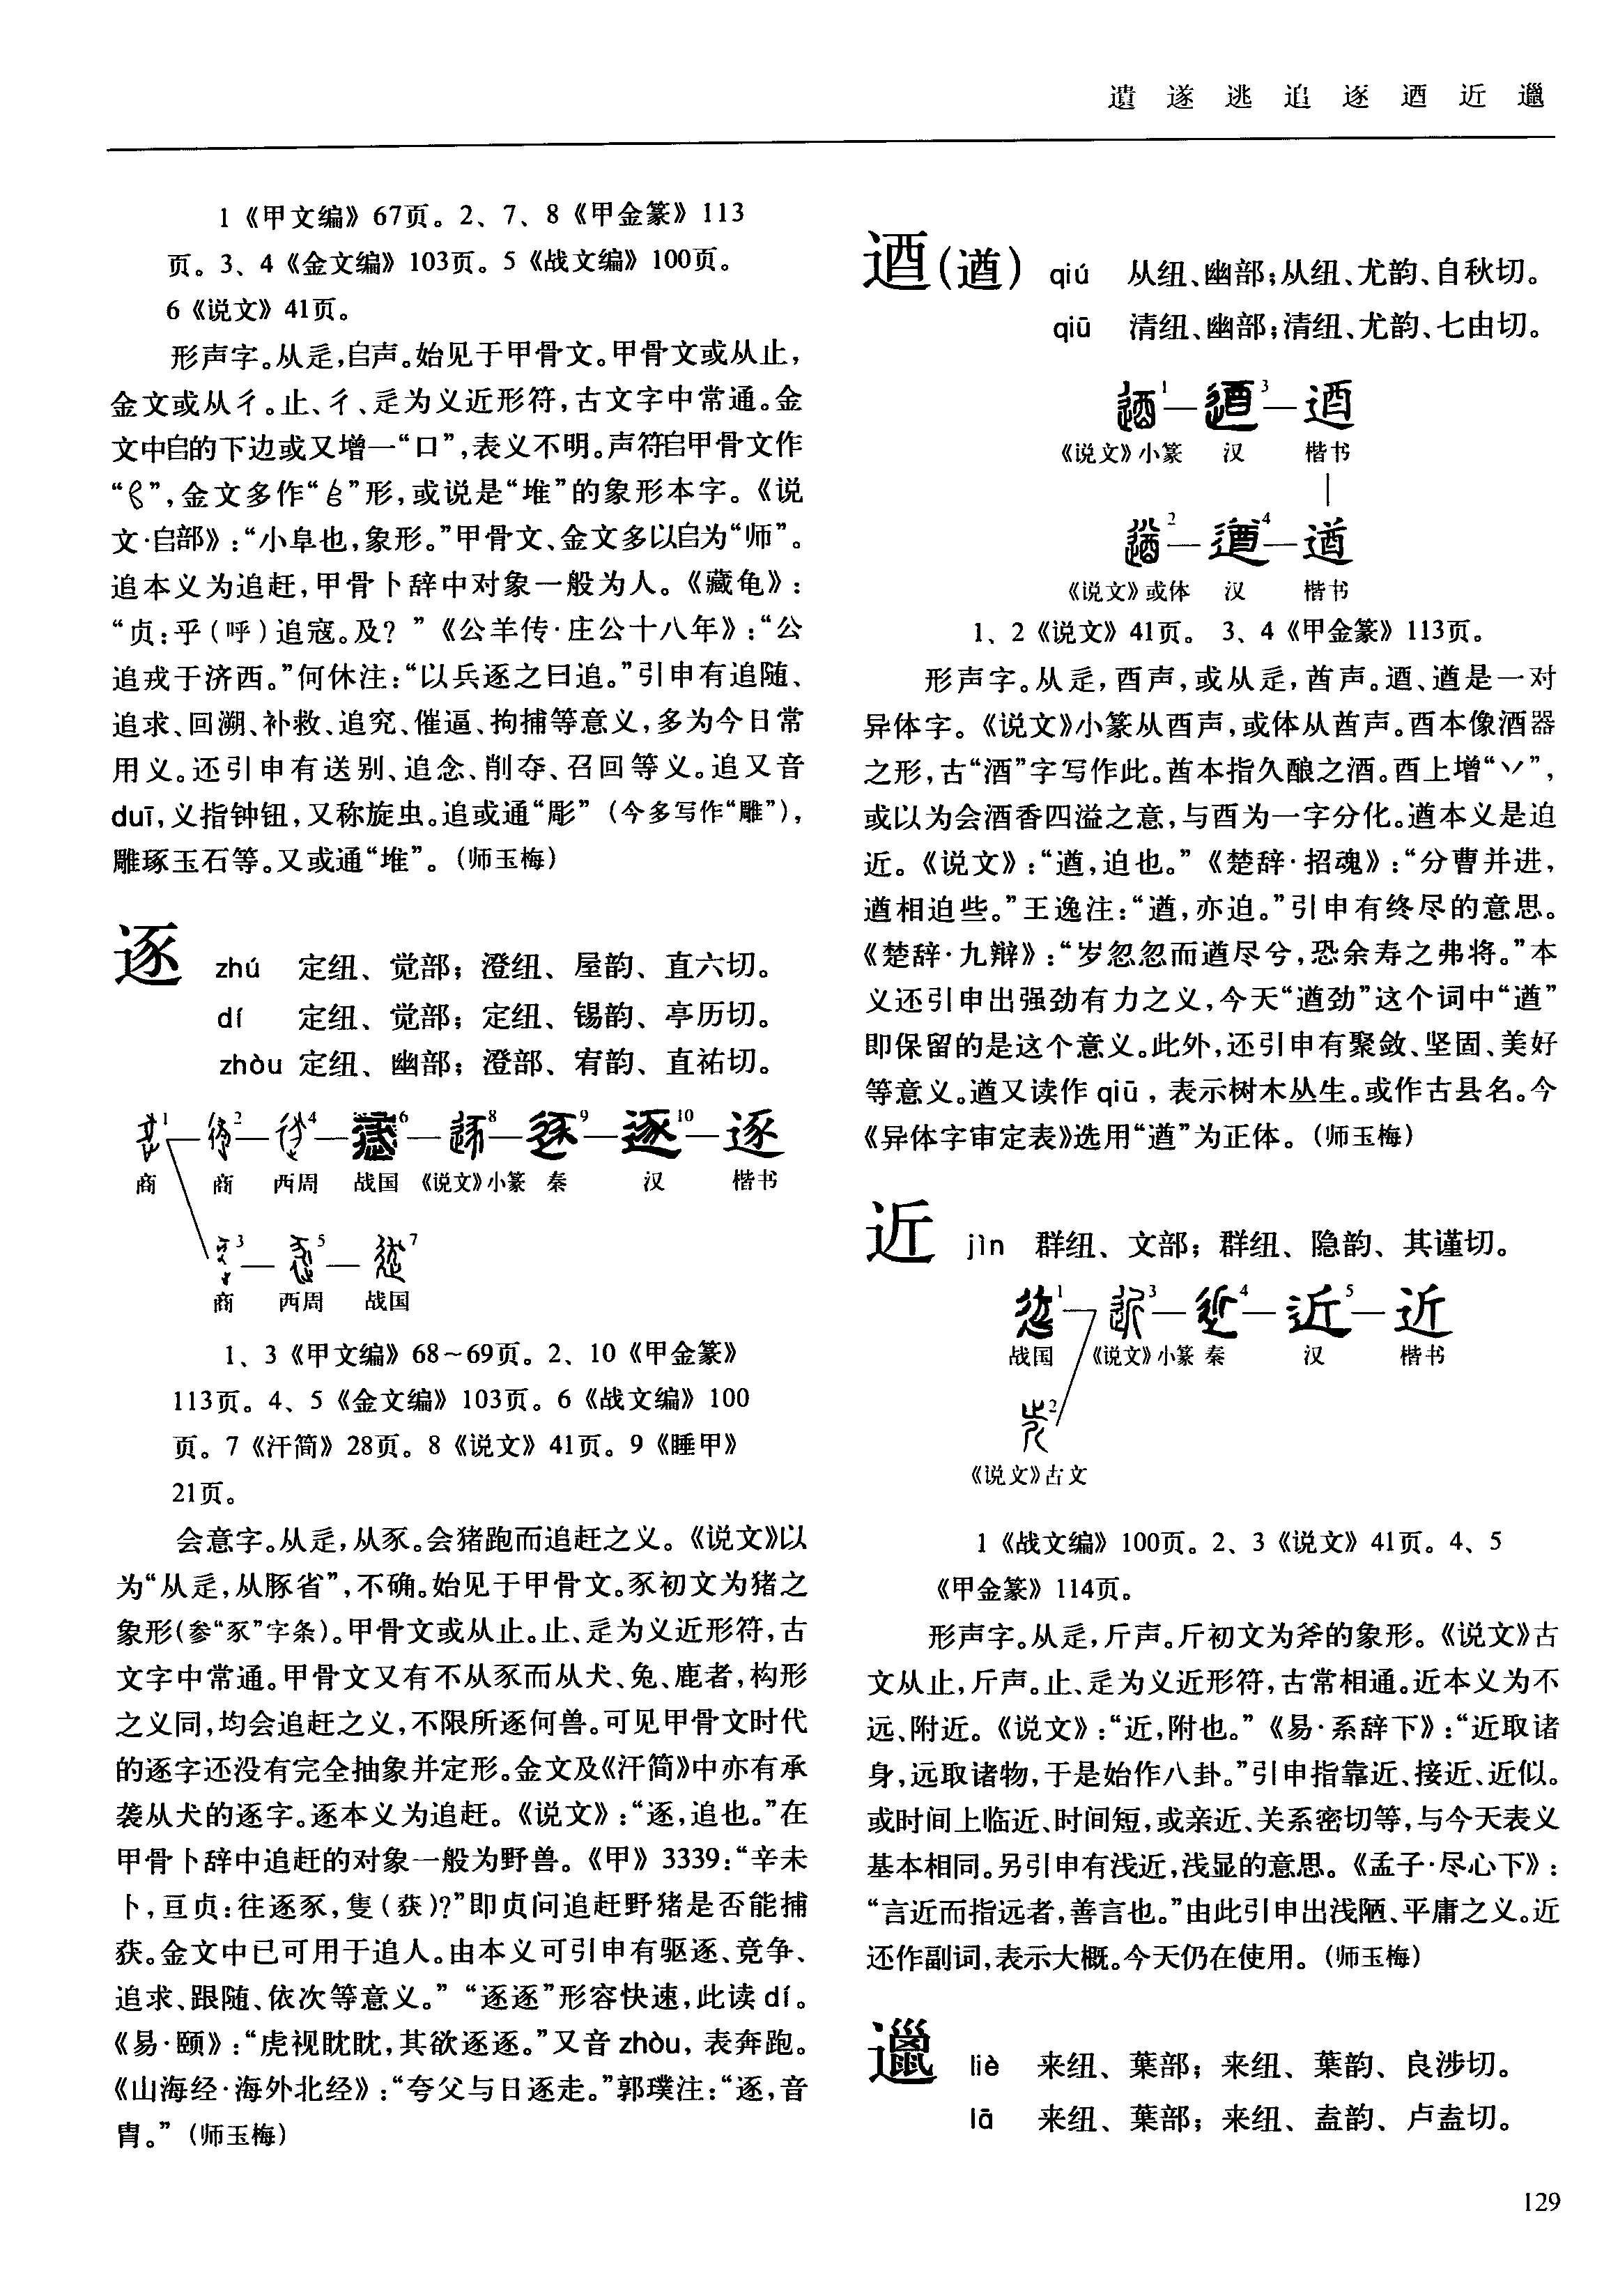 遺 遂 逃 追 逐 逎 近 邋
1《甲文编》67页。2、7、8《甲金篆》113
页。3、4《金文编》103页。5《战文编》100页。
6《说文》41页。
形声字。从辵,𠂤声。始见于甲骨文。甲骨文或从止,
金文或从彳。止、彳、辵为义近形符,古文字中常通。金
文中𠂤的下边或又增一“口”,表义不明。声符𠂤甲骨文作
“”,金文多作“”形,或说是“堆”的象形本字。《说
文·𠂤部》:“小阜也,象形。”甲骨文、金文多以𠂤为“师”。
追本义为追赶,甲骨卜辞中对象一般为人。《藏龟》:
“贞:乎(呼)追寇。及?”《公羊传·庄公十八年》:“公
追戎于济西。”何休注:“以兵逐之曰追。”引申有追随、
追求、回溯、补救、追究、催逼、拘捕等意义,多为今日常
用义。还引申有送别、追念、削夺、召回等义。追又音
duī,义指钟钮,又称旋虫。追或通“彫”(今多写作“雕”),
雕琢玉石等。又或通“堆”。(师玉梅)
逐 zhú 定纽、觉部;澄纽、屋韵、直六切。
dí 定纽、觉部;定纽、锡韵、亭历切。
zhòu 定纽、幽部;澄部、宥韵、直祐切。
1 2 4 6 8 9 10 逐
商 商 西周 战国 《说文》小篆 秦 汉 楷书
3 5 7
商 西周 战国
1、3《甲文编》68~69页。2、10《甲金篆》
113页。4、5《金文编》103页。6《战文编》100
页。7《汗简》28页。8《说文》41页。9《睡甲》
21页。
会意字。从辵,从豕。会猪跑而追赶之义。《说文》以
为“从辵,从豚省”,不确。始见于甲骨文。豕初文为猪之
象形(参“豕”字条)。甲骨文或从止。止、辵为义近形符,古
文字中常通。甲骨文又有不从豕而从犬、兔、鹿者,构形
之义同,均会追赶之义,不限所逐何兽。可见甲骨文时代
的逐字还没有完全抽象并定形。金文及《汗简》中亦有承
袭从犬的逐字。逐本义为追赶。《说文》:“逐,追也。”在
甲骨卜辞中追赶的对象一般为野兽。《甲》3339:“辛未
卜,亘贞:往逐豕,隻(获)?”即贞问追赶野猪是否能捕
获。金文中已可用于追人。由本义可引申有驱逐、竞争、
追求、跟随、依次等意义。”“逐逐”形容快速,此读dí。
《易·颐》:“虎视眈眈,其欲逐逐。”又音zhòu,表奔跑。
《山海经·海外北经》:“夸父与日逐走。”郭璞注:“逐,音
胄。”(师玉梅)
逎(遒) qiú 从纽、幽部;从纽、尤韵、自秋切。
qiū 清纽、幽部;清纽、尤韵、七由切。
1 3 逎
《说文》小篆 汉 楷书
2 4 遒
《说文》或体 汉 楷书
1、2《说文》41页。 3、4《甲金篆》113页。
形声字。从辵,酉声,或从辵,酋声。逎、遒是一对
异体字。《说文》小篆从酉声,或体从酋声。酉本像酒器
之形,古“酒”字写作此。酋本指久酿之酒。酉上增“丷”,
或以为会酒香四溢之意,与酉为一字分化。遒本义是迫
近。《说文》:“遒,迫也。”《楚辞·招魂》:“分曹并进,
遒相迫些。”王逸注:“遒,亦迫。”引申有终尽的意思。
《楚辞·九辩》:“岁忽忽而遒尽兮,恐余寿之弗将。”本
义还引申出强劲有力之义,今天“遒劲”这个词中“遒”
即保留的是这个意义。此外,还引申有聚敛、坚固、美好
等意义。遒又读作qiū,表示树木丛生。或作古县名。今
《异体字审定表》选用“遒”为正体。(师玉梅)
近 jìn 群纽、文部;群纽、隐韵、其谨切。
1 3 4 5 近
战国 《说文》小篆 秦 汉 楷书
2
《说文》古文
1《战文编》100页。2、3《说文》41页。4、5
《甲金篆》114页。
形声字。从辵,斤声。斤初文为斧的象形。《说文》古
文从止,斤声。止、辵为义近形符,古常相通。近本义为不
远、附近。《说文》:“近,附也。”《易·系辞下》:“近取诸
身,远取诸物,于是始作八卦。”引申指靠近、接近、近似。
或时间上临近、时间短,或亲近、关系密切等,与今天表义
基本相同。另引申有浅近,浅显的意思。《孟子·尽心下》:
“言近而指远者,善言也。”由此引申出浅陋、平庸之义。近
还作副词,表示大概。今天仍在使用。(师玉梅)
邋 liè 来纽、葉部;来纽、葉韵、良涉切。
lā 来纽、葉部;来纽、盍韵、卢盍切。
129